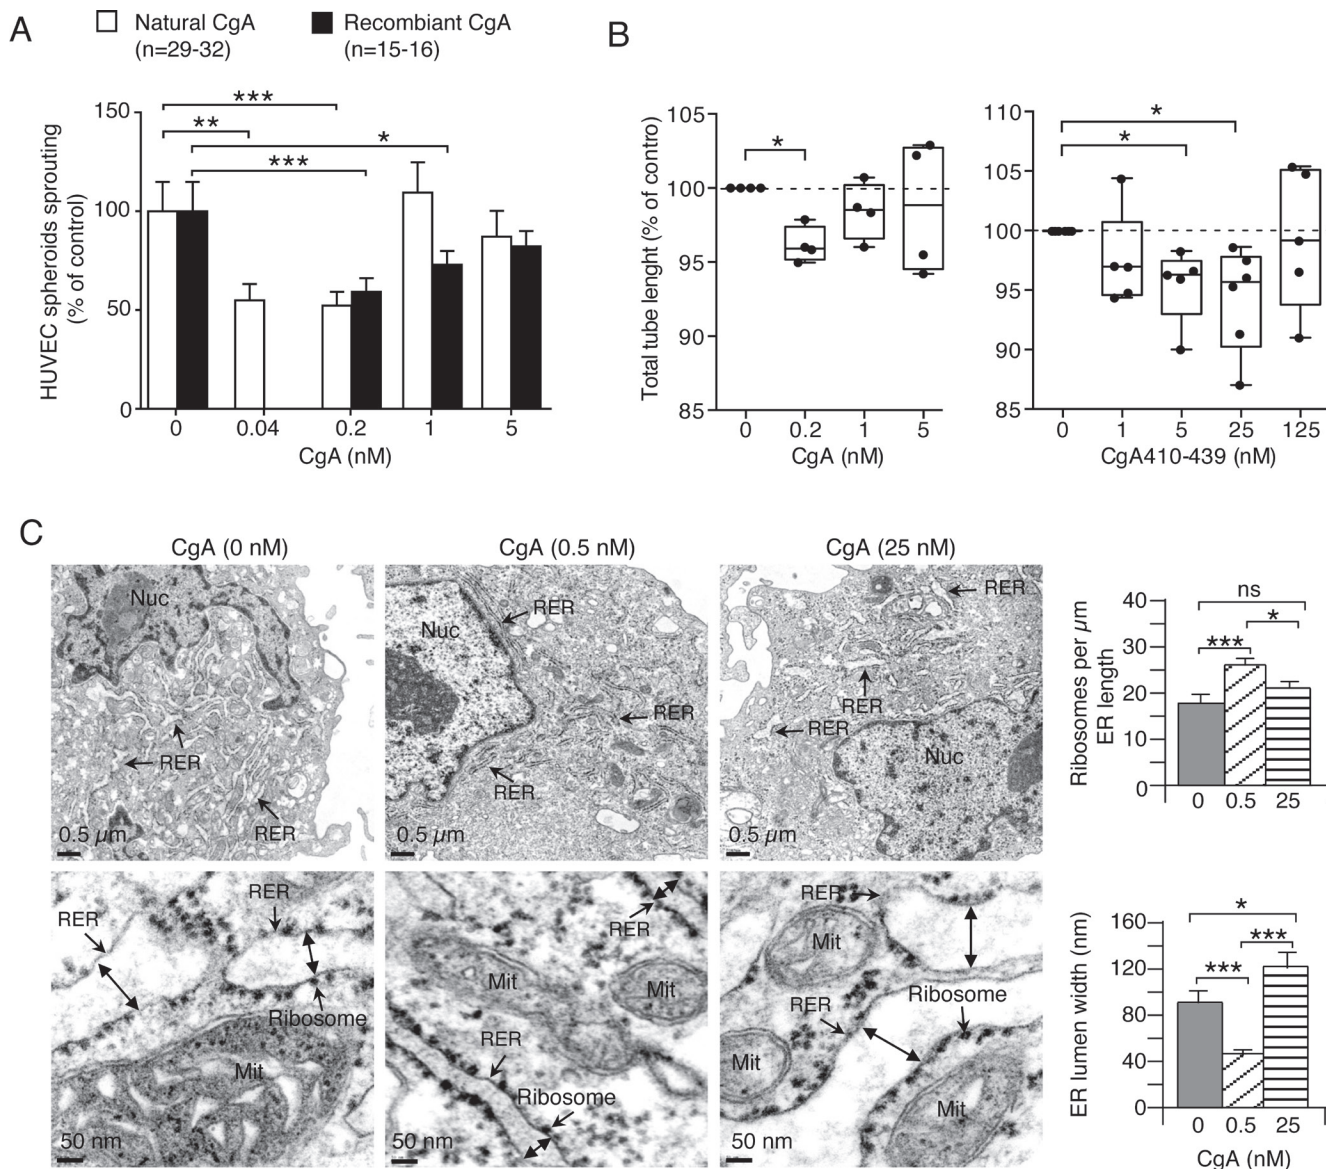 A
Natural CgA
(n=29-32)
Recombiant CgA
(n=15-16)
HUVEC spheroids sprouting
(% of control)
150
100
50
0
***
**
*
***
0 0.04 0.2 1 5
CgA (nM)
B
Total tube lenght (% of contro)
105
100
95
90
85
*
0 0.2 1 5
CgA (nM)
110
105
100
95
90
85
*
*
0 1 5 25 125
CgA410-439 (nM)
C
CgA (0 nM)
Nuc
RER
RER
0.5 µm
CgA (0.5 nM)
RER
Nuc
RER
RER
0.5 µm
CgA (25 nM)
RER
RER
RER
Nuc
0.5 µm
Ribosomes per µm
ER length
40
30
20
10
0
ns
*
***
0 0.5 25
RER
RER
Ribosome
Mit
50 nm
RER
Mit
Mit
RER
Ribosome
50 nm
RER
Mit
Ribosome
RER
Mit
Mit
50 nm
ER lumen width (nm)
160
120
80
40
0
*
***
***
0 0.5 25
CgA (nM)